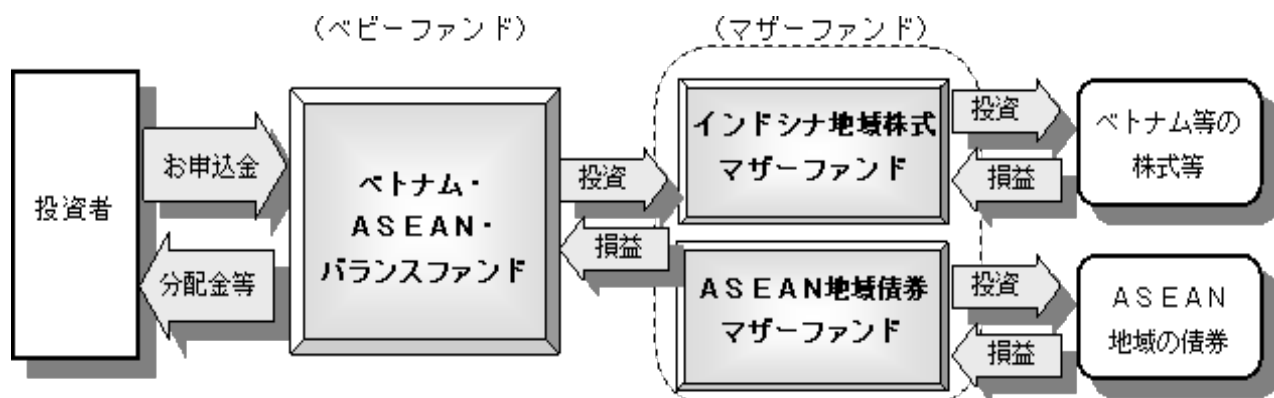 (ベビーファンド)
(マザーファンド)
投資者
お申込金
分配金等
ベトナム・
ASEAN・
バランスファンド
投資
損益
インドシナ地域株式
マザーファンド
投資
損益
ベトナム等の
株式等
ASEAN地域債券
マザーファンド
投資
損益
ASEAN
地域の債券